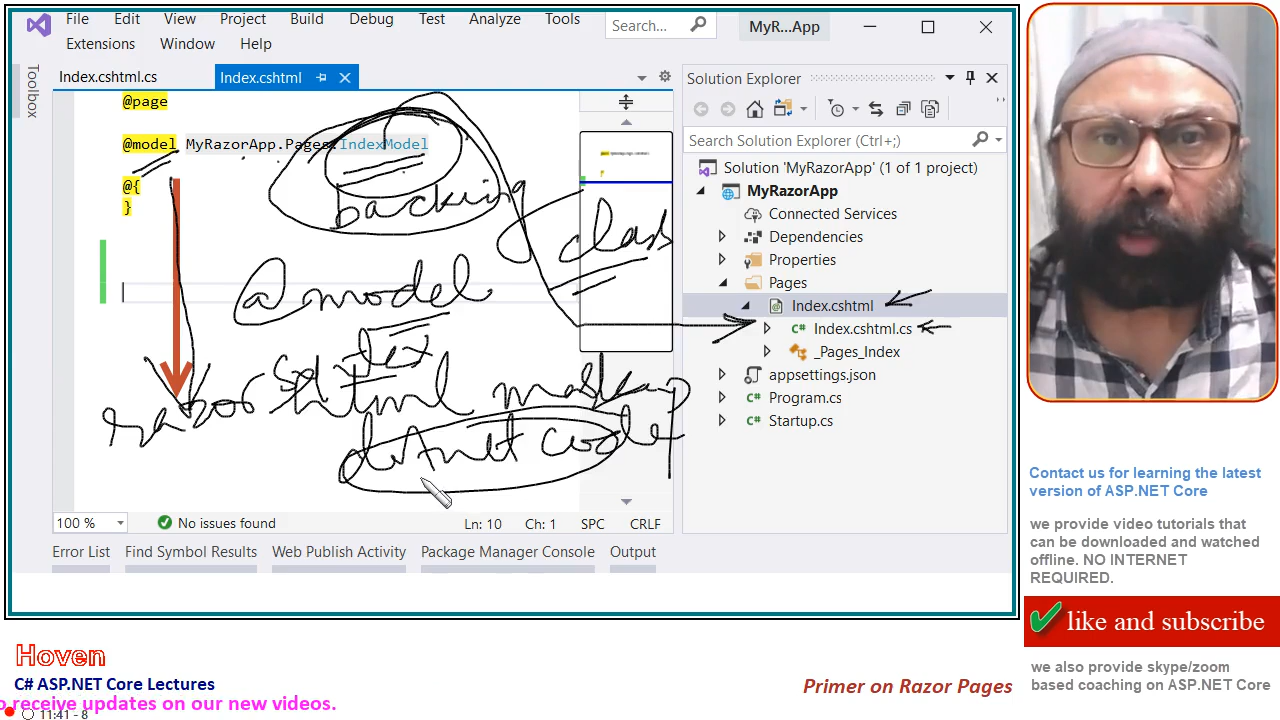 File Edit View Project Build Debug Test Analyze Tools
Extensions Window Help
Search...
MyR...App
Toolbox
Index.cshtml.cs
Index.cshtml
@page
@model MyRazorApp.Pages.IndexModel
@{
}
backing class
@model
text
razor html markup
dotnet code
100 %
No issues found
Ln: 10 Ch: 1 SPC CRLF
Error List Find Symbol Results Web Publish Activity Package Manager Console Output
Solution Explorer
Search Solution Explorer (Ctrl+;)
Solution 'MyRazorApp' (1 of 1 project)
MyRazorApp
Connected Services
Dependencies
Properties
Pages
Index.cshtml
C# Index.cshtml.cs
_Pages_Index
appsettings.json
C# Program.cs
C# Startup.cs
Contact us for learning the latest
version of ASP.NET Core
we provide video tutorials that
can be downloaded and watched
offline. NO INTERNET
REQUIRED.
like and subscribe
we also provide skype/zoom
based coaching on ASP.NET Core
Hoven
C# ASP.NET Core Lectures
o receive updates on our new videos.
11:41 - 8
Primer on Razor Pages